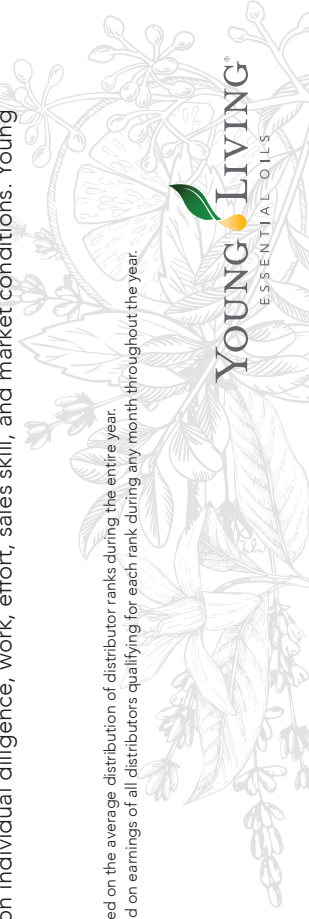 on individual diligence, work, effort, sales skill, and market conditions. Young
ed on the average distribution of distributor ranks during the entire year.
d on earnings of all distributors qualifying for each rank during any month throughout the year.
YOUNG LIVING®
ESSENTIAL OILS